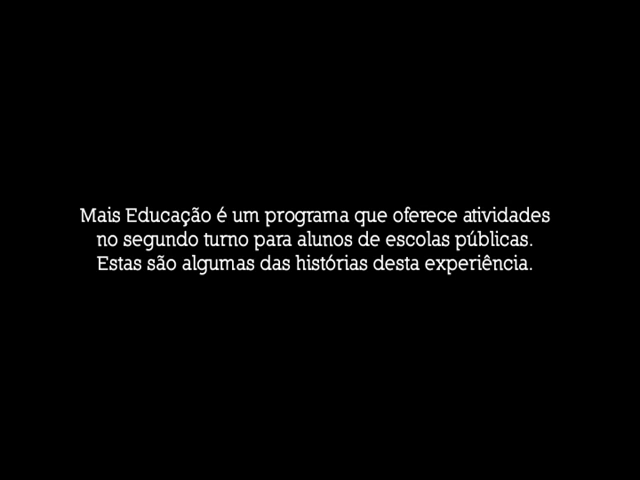 Mais Educação é um programa que oferece atividades
no segundo turno para alunos de escolas públicas.
Estas são algumas das histórias desta experiência.